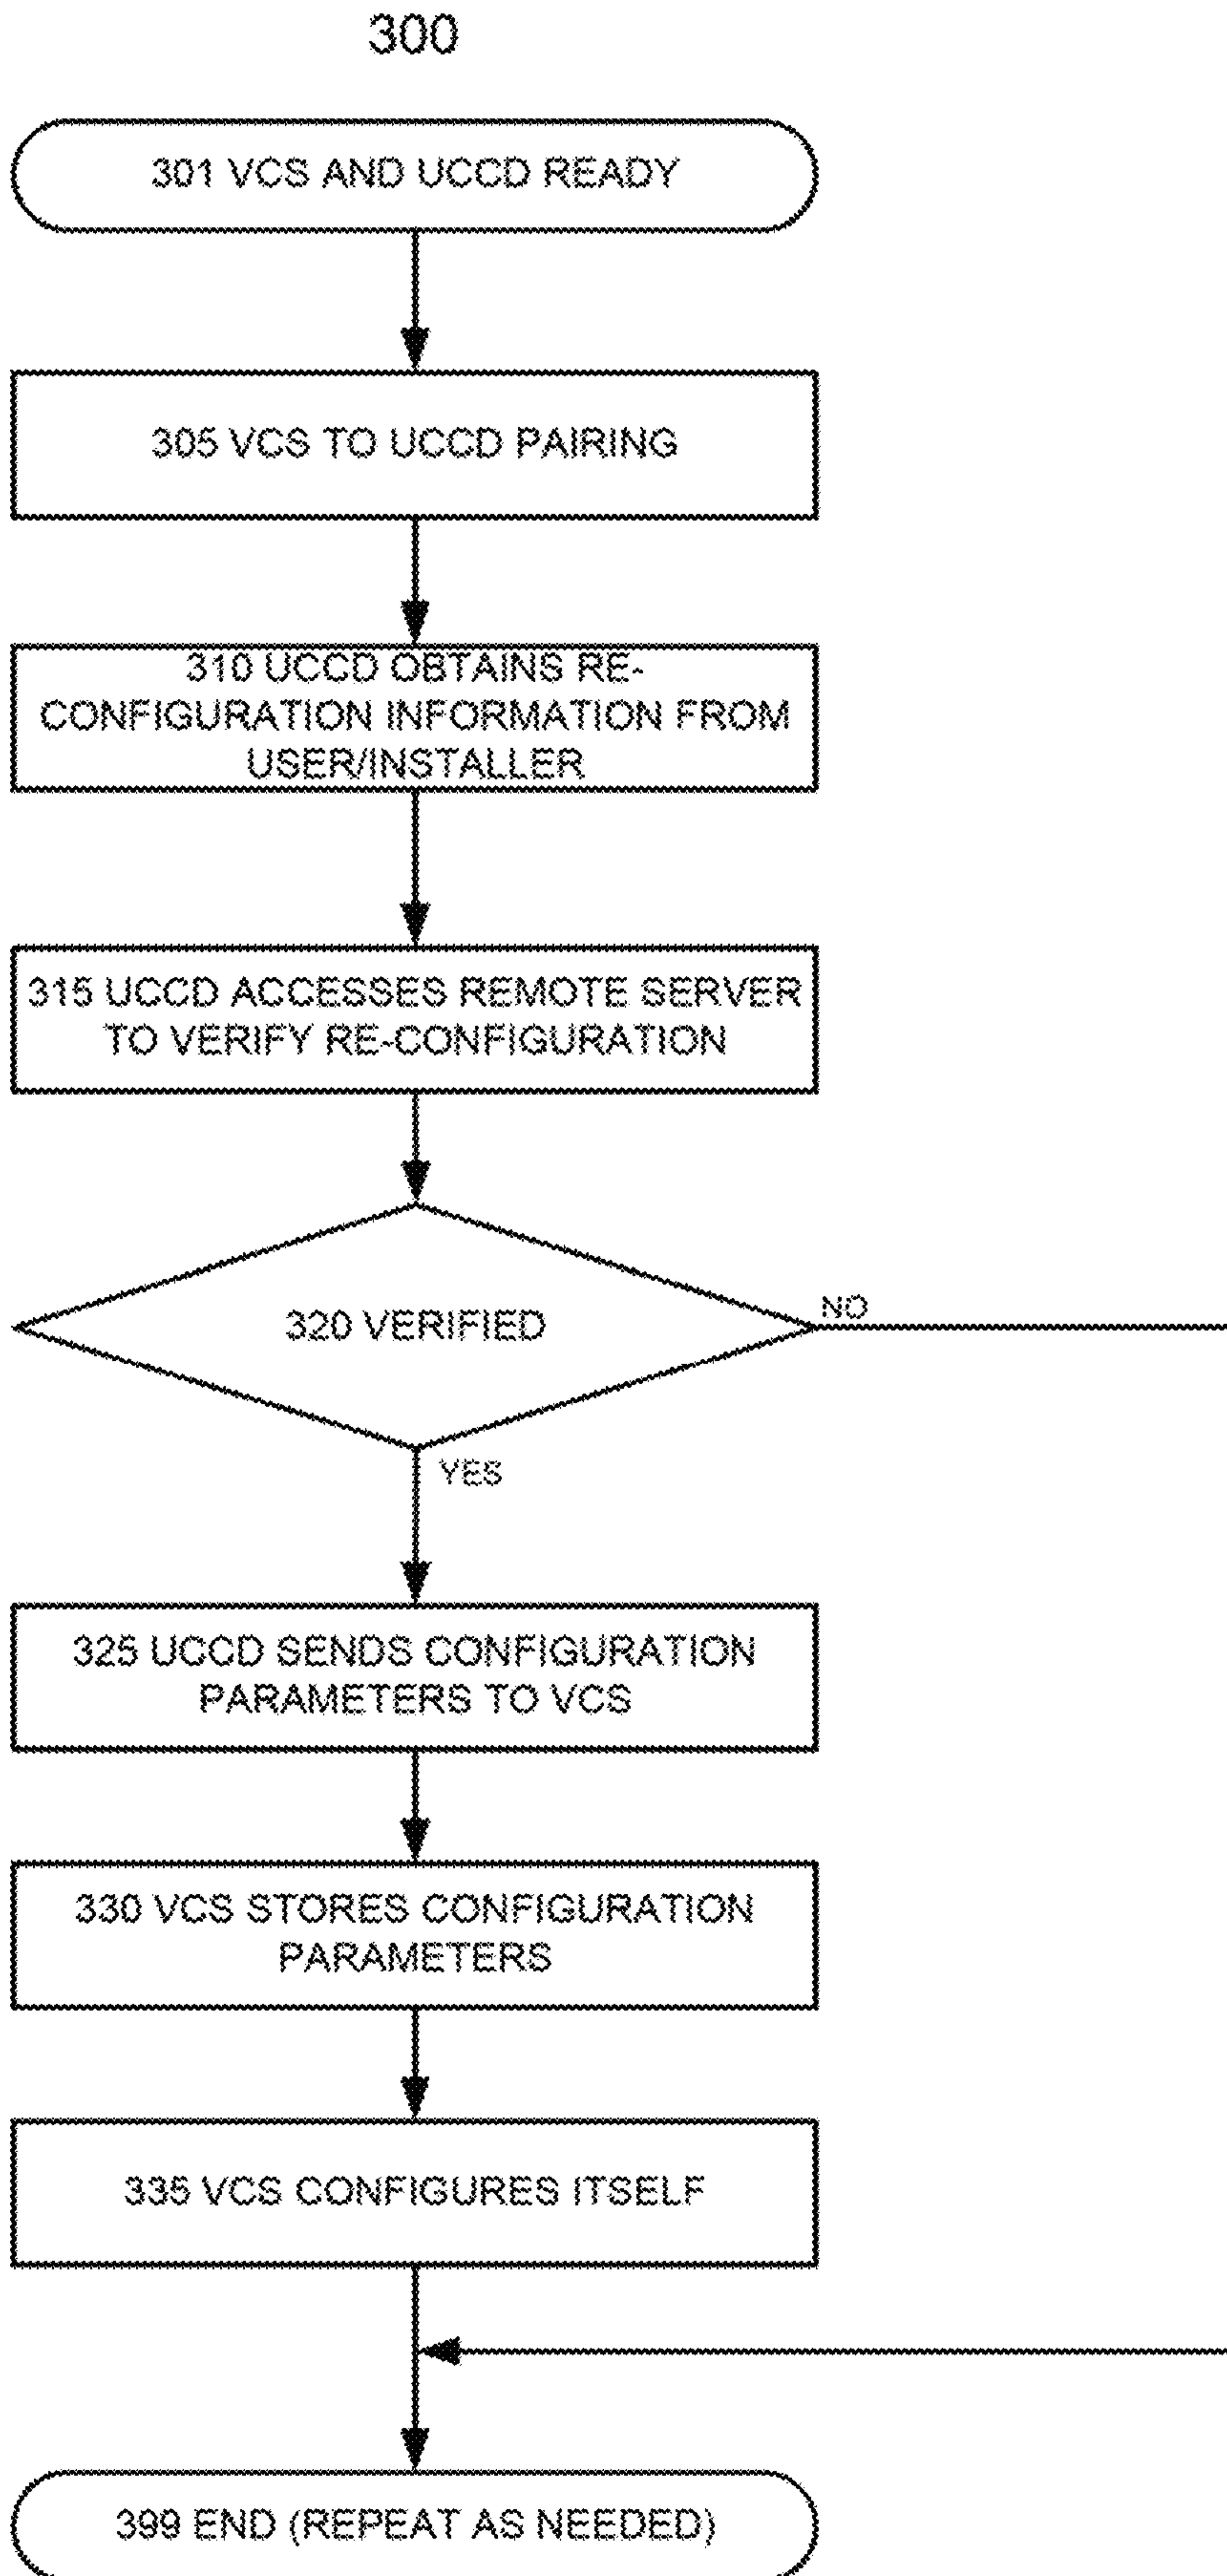 300
301 VCS AND UCCD READY
305 VCS TO UCCD PAIRING
310 UCCD OBTAINS RE-
CONFIGURATION INFORMATION FROM
USER/INSTALLER
315 UCCD ACCESSES REMOTE SERVER
TO VERIFY RE-CONFIGURATION
320 VERIFIED
NO
YES
325 UCCD SENDS CONFIGURATION
PARAMETERS TO VCS
330 VCS STORES CONFIGURATION
PARAMETERS
335 VCS CONFIGURES ITSELF
399 END (REPEAT AS NEEDED)